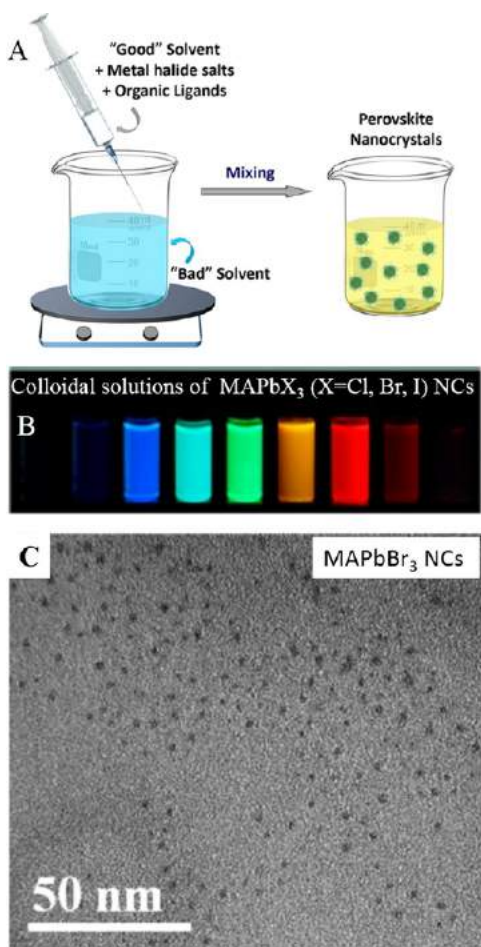 A
"Good" Solvent
+ Metal halide salts
+ Organic Ligands
Mixing
Perovskite
Nanocrystals
"Bad" Solvent
Colloidal solutions of MAPbX₃ (X=Cl, Br, I) NCs
B
C
MAPbBr₃ NCs
50 nm